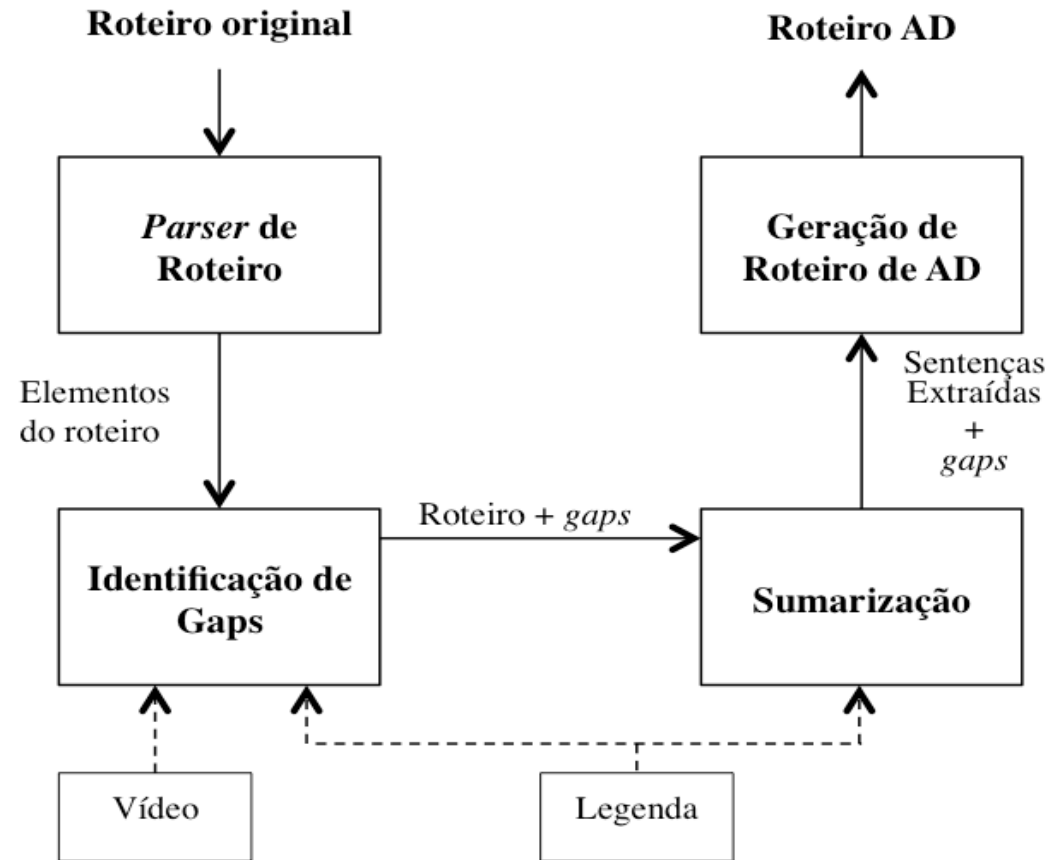 Roteiro original
Roteiro AD
Parser de
Roteiro
Geração de
Roteiro de AD
Elementos
do roteiro
Sentenças
Extraídas
+
gaps
Roteiro + gaps
Identificação de
Gaps
Sumarização
Vídeo
Legenda